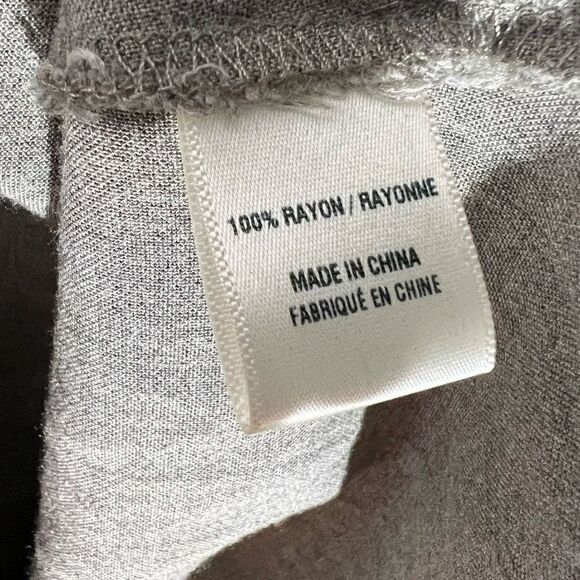 100% RAYON / RAYONNE
MADE IN CHINA
FABRIQUÉ EN CHINE